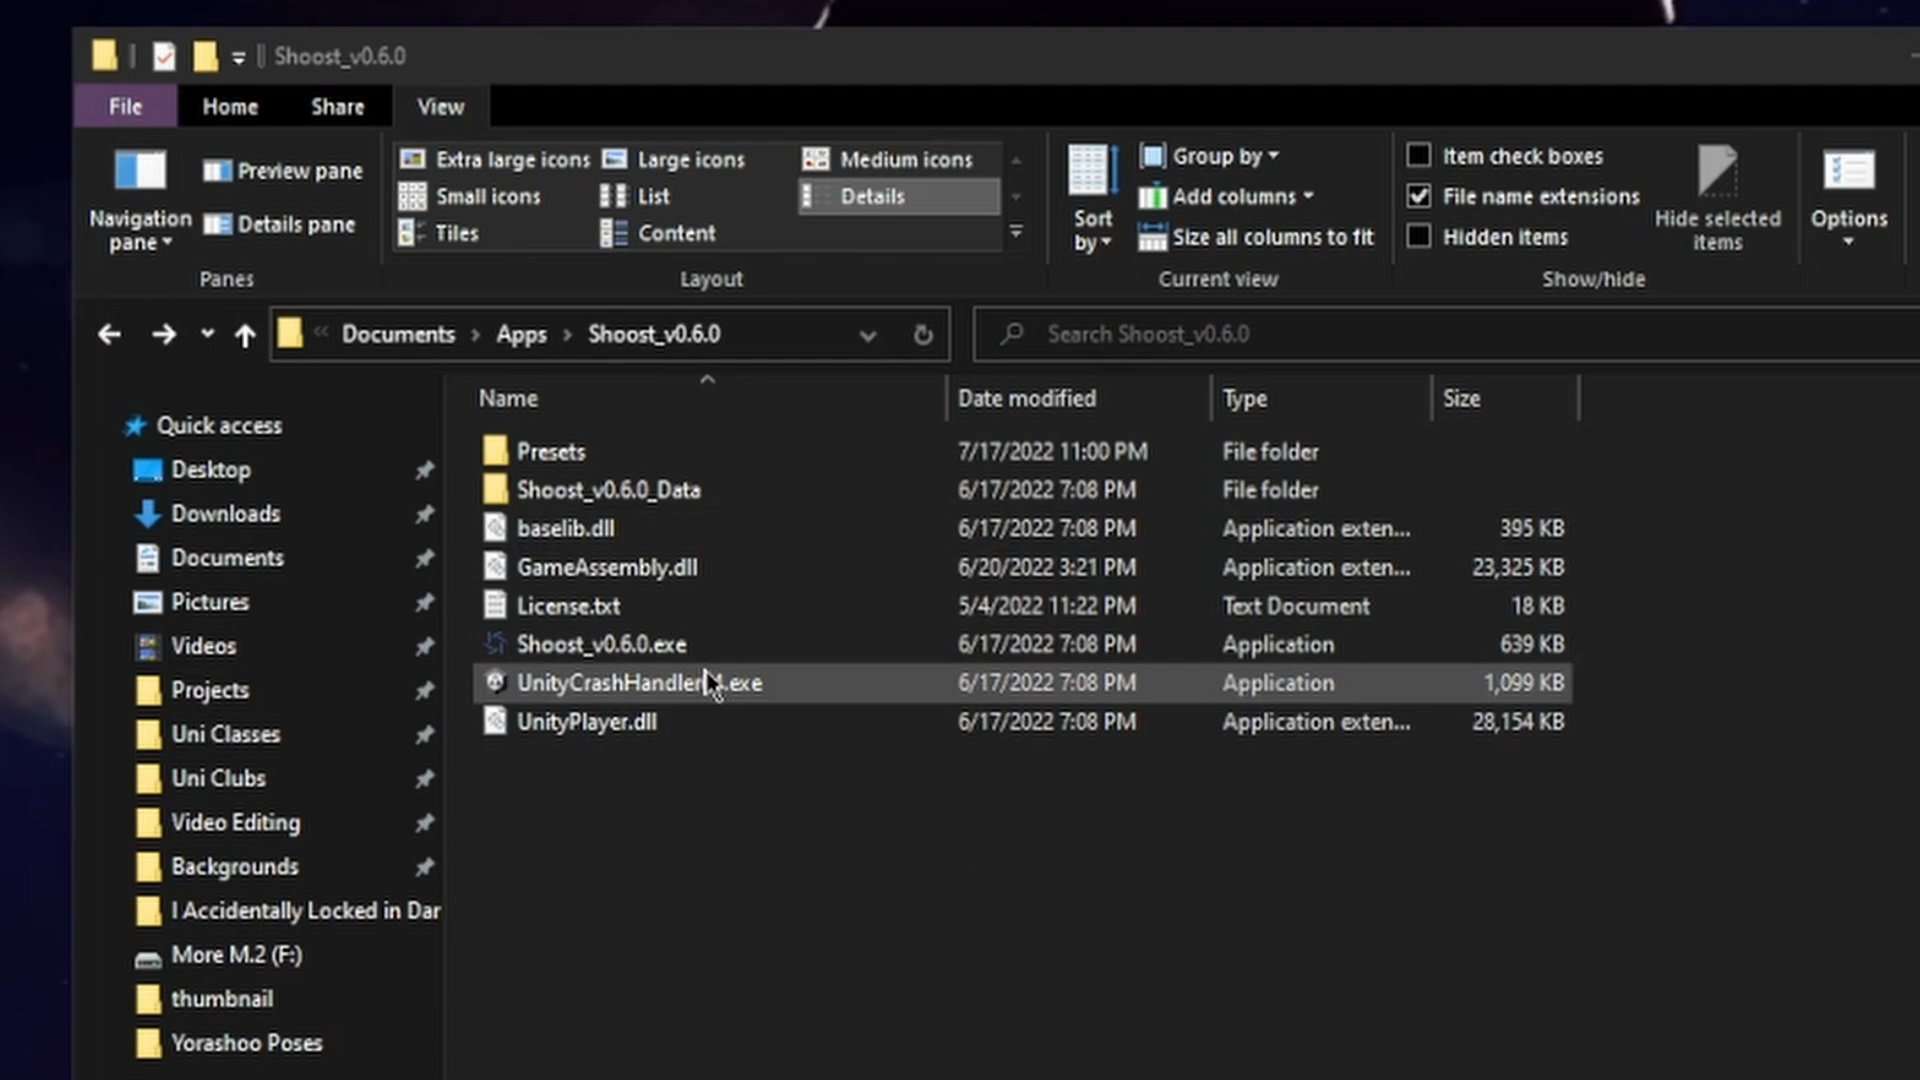 Shoost_v0.6.0
File Home Share View
Navigation pane
Preview pane
Details pane
Panes
Extra large icons Large icons Medium icons
Small icons List Details
Tiles Content
Layout
Sort by
Group by
Add columns
Size all columns to fit
Current view
Item check boxes
File name extensions
Hidden items
Hide selected items
Show/hide
Options
« Documents › Apps › Shoost_v0.6.0
Search Shoost_v0.6.0
Quick access
Desktop
Downloads
Documents
Pictures
Videos
Projects
Uni Classes
Uni Clubs
Video Editing
Backgrounds
I Accidentally Locked in Dar
More M.2 (F:)
thumbnail
Yorashoo Poses
Name Date modified Type Size
Presets 7/17/2022 11:00 PM File folder
Shoost_v0.6.0_Data 6/17/2022 7:08 PM File folder
baselib.dll 6/17/2022 7:08 PM Application exten... 395 KB
GameAssembly.dll 6/20/2022 3:21 PM Application exten... 23,325 KB
License.txt 5/4/2022 11:22 PM Text Document 18 KB
Shoost_v0.6.0.exe 6/17/2022 7:08 PM Application 639 KB
6/17/2022 7:08 PM Application 1,099 KB
UnityPlayer.dll 6/17/2022 7:08 PM Application exten... 28,154 KB